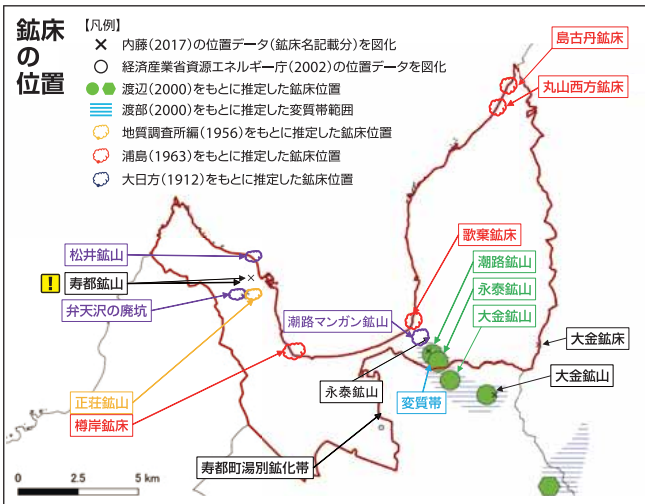 鉱床の位置
【凡例】
× 内藤(2017)の位置データ(鉱床名記載分)を図化
○ 経済産業省資源エネルギー庁(2002)の位置データを図化
渡辺(2000)をもとに推定した鉱床位置
渡部(2000)をもとに推定した変質帯範囲
地質調査所編(1956)をもとに推定した鉱床位置
浦島(1963)をもとに推定した鉱床位置
大日方(1912)をもとに推定した鉱床位置
島古丹鉱床
丸山西方鉱床
松井鉱山
! 寿都鉱山
弁天沢の廃坑
歌棄鉱床
潮路鉱山
永泰鉱山
大金鉱山
潮路マンガン鉱山
大金鉱床
大金鉱山
永泰鉱山
変質帯
正荘鉱山
樽岸鉱床
寿都町湯別鉱化帯
0 2.5 5 km